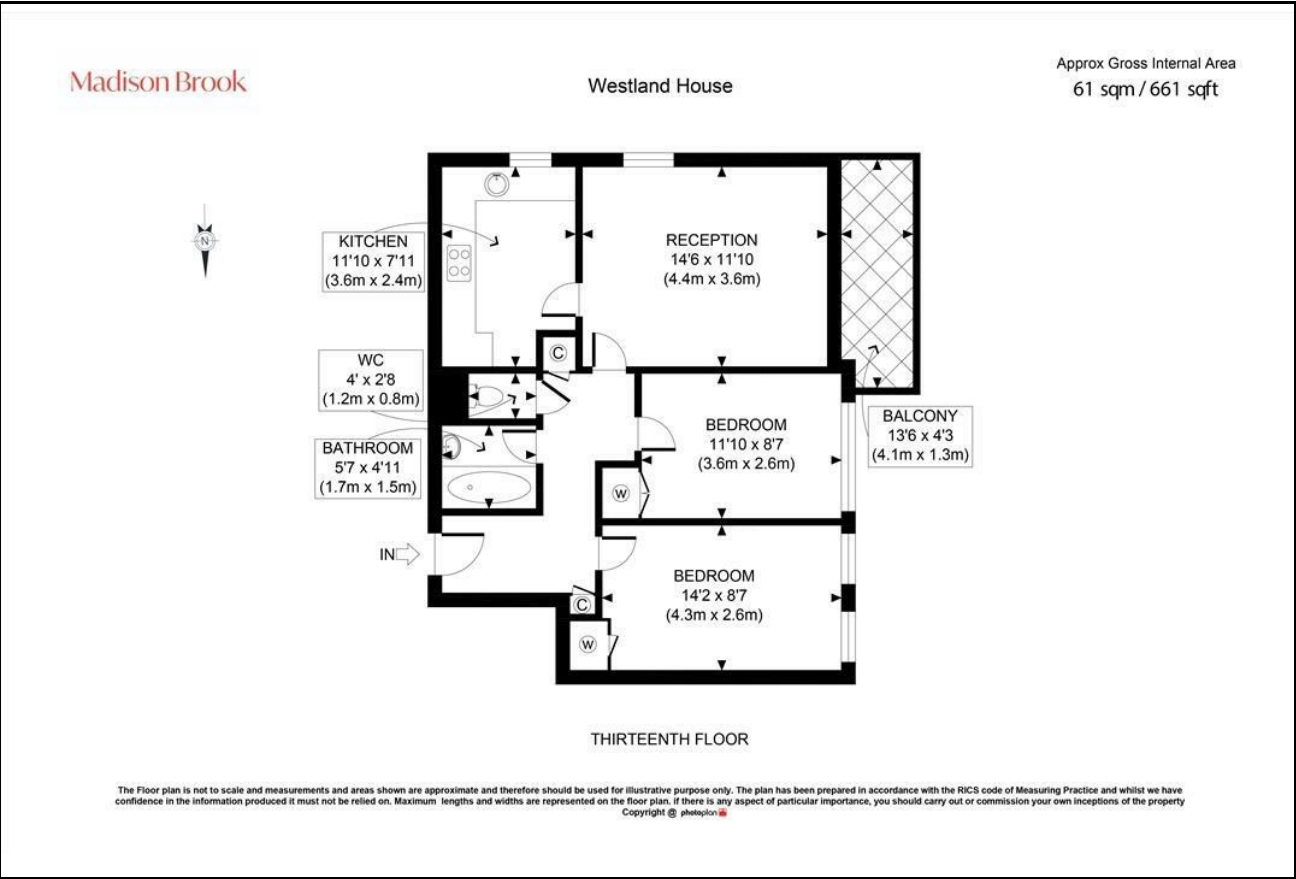 Madison Brook
Westland House
Approx Gross Internal Area
61 sqm / 661 sqft
N
KITCHEN
11'10 x 7'11
(3.6m x 2.4m)
RECEPTION
14'6 x 11'10
(4.4m x 3.6m)
C
WC
4' x 2'8
(1.2m x 0.8m)
BATHROOM
5'7 x 4'11
(1.7m x 1.5m)
BEDROOM
11'10 x 8'7
(3.6m x 2.6m)
BALCONY
13'6 x 4'3
(4.1m x 1.3m)
W
IN
BEDROOM
14'2 x 8'7
(4.3m x 2.6m)
C
W
THIRTEENTH FLOOR
The Floor plan is not to scale and measurements and areas shown are approximate and therefore should be used for illustrative purpose only. The plan has been prepared in accordance with the RICS code of Measuring Practice and whilst we have
confidence in the information produced it must not be relied on. Maximum lengths and widths are represented on the floor plan. if there is any aspect of particular importance, you should carry out or commission your own inceptions of the property
Copyright @ photoplan